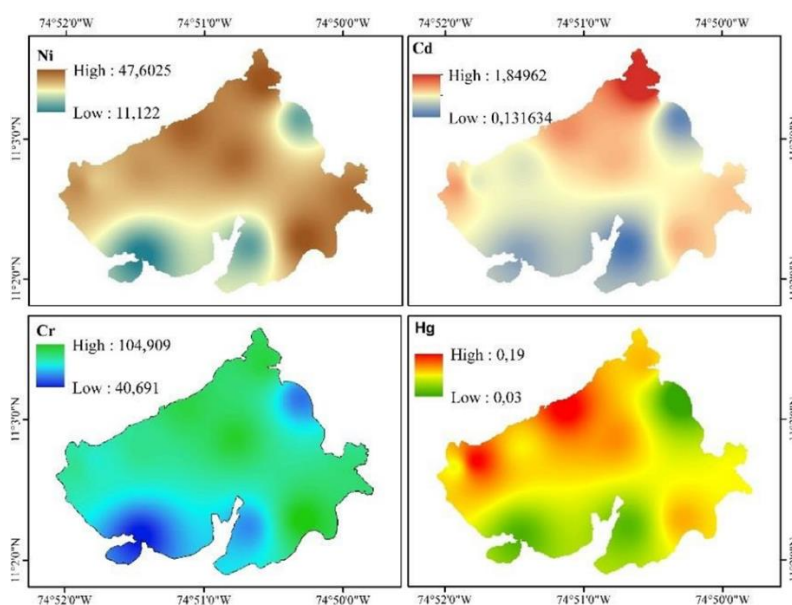 74°52'0"W 74°51'0"W 74°50'0"W 74°52'0"W 74°51'0"W 74°50'0"W
Ni
High : 47,6025
Low : 11,122
Cd
High : 1,84962
Low : 0,131634
11°3'0"N
11°2'0"N
Cr
High : 104,909
Low : 40,691
Hg
High : 0,19
Low : 0,03
11°3'0"N
11°2'0"N
74°52'0"W 74°51'0"W 74°50'0"W 74°52'0"W 74°51'0"W 74°50'0"W